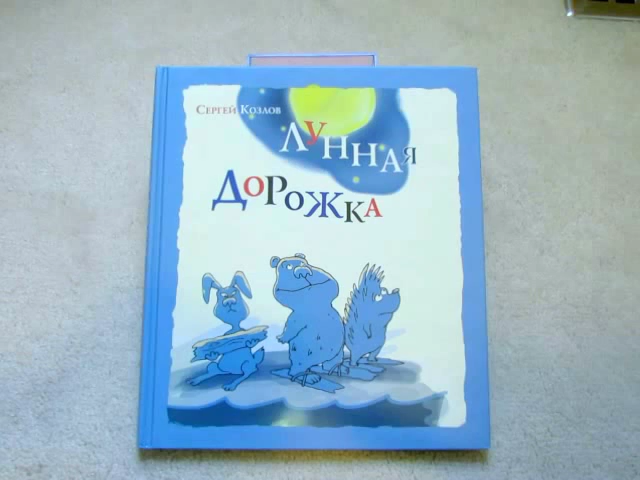 Сергей Козлов
Лунная
дорожка